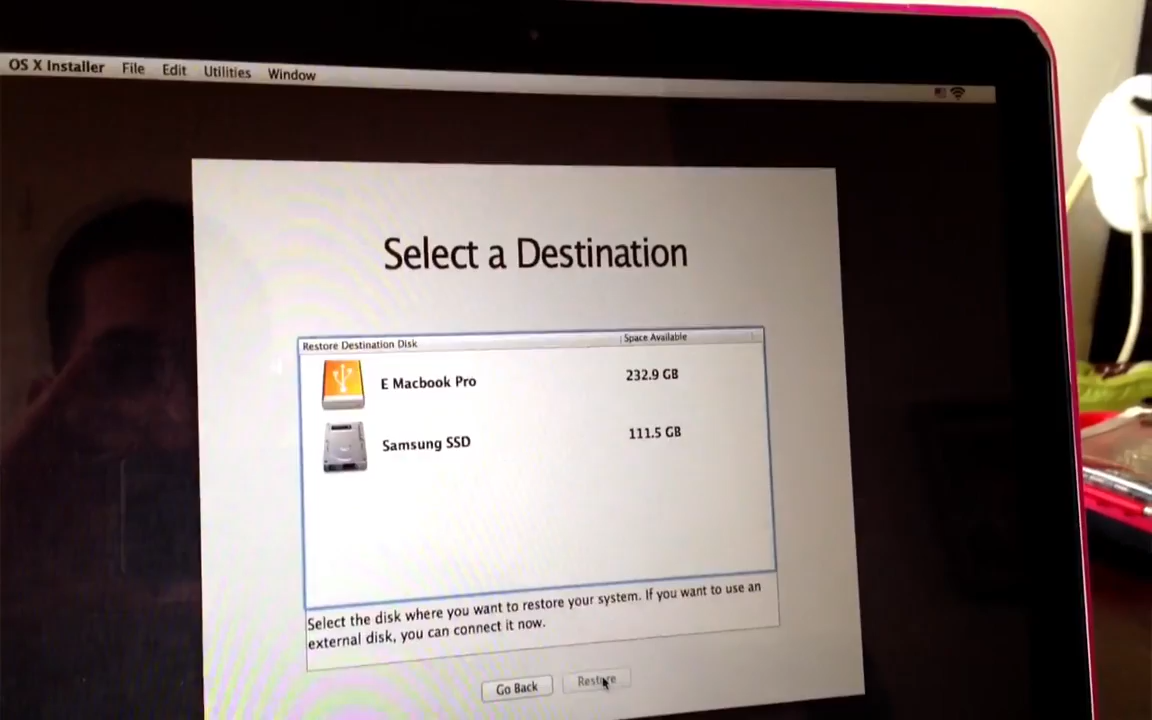 OS X Installer File Edit Utilities Window
Select a Destination
Restore Destination Disk Space Available
E Macbook Pro 232.9 GB
Samsung SSD 111.5 GB
Select the disk where you want to restore your system. If you want to use an
external disk, you can connect it now.
Go Back Restore